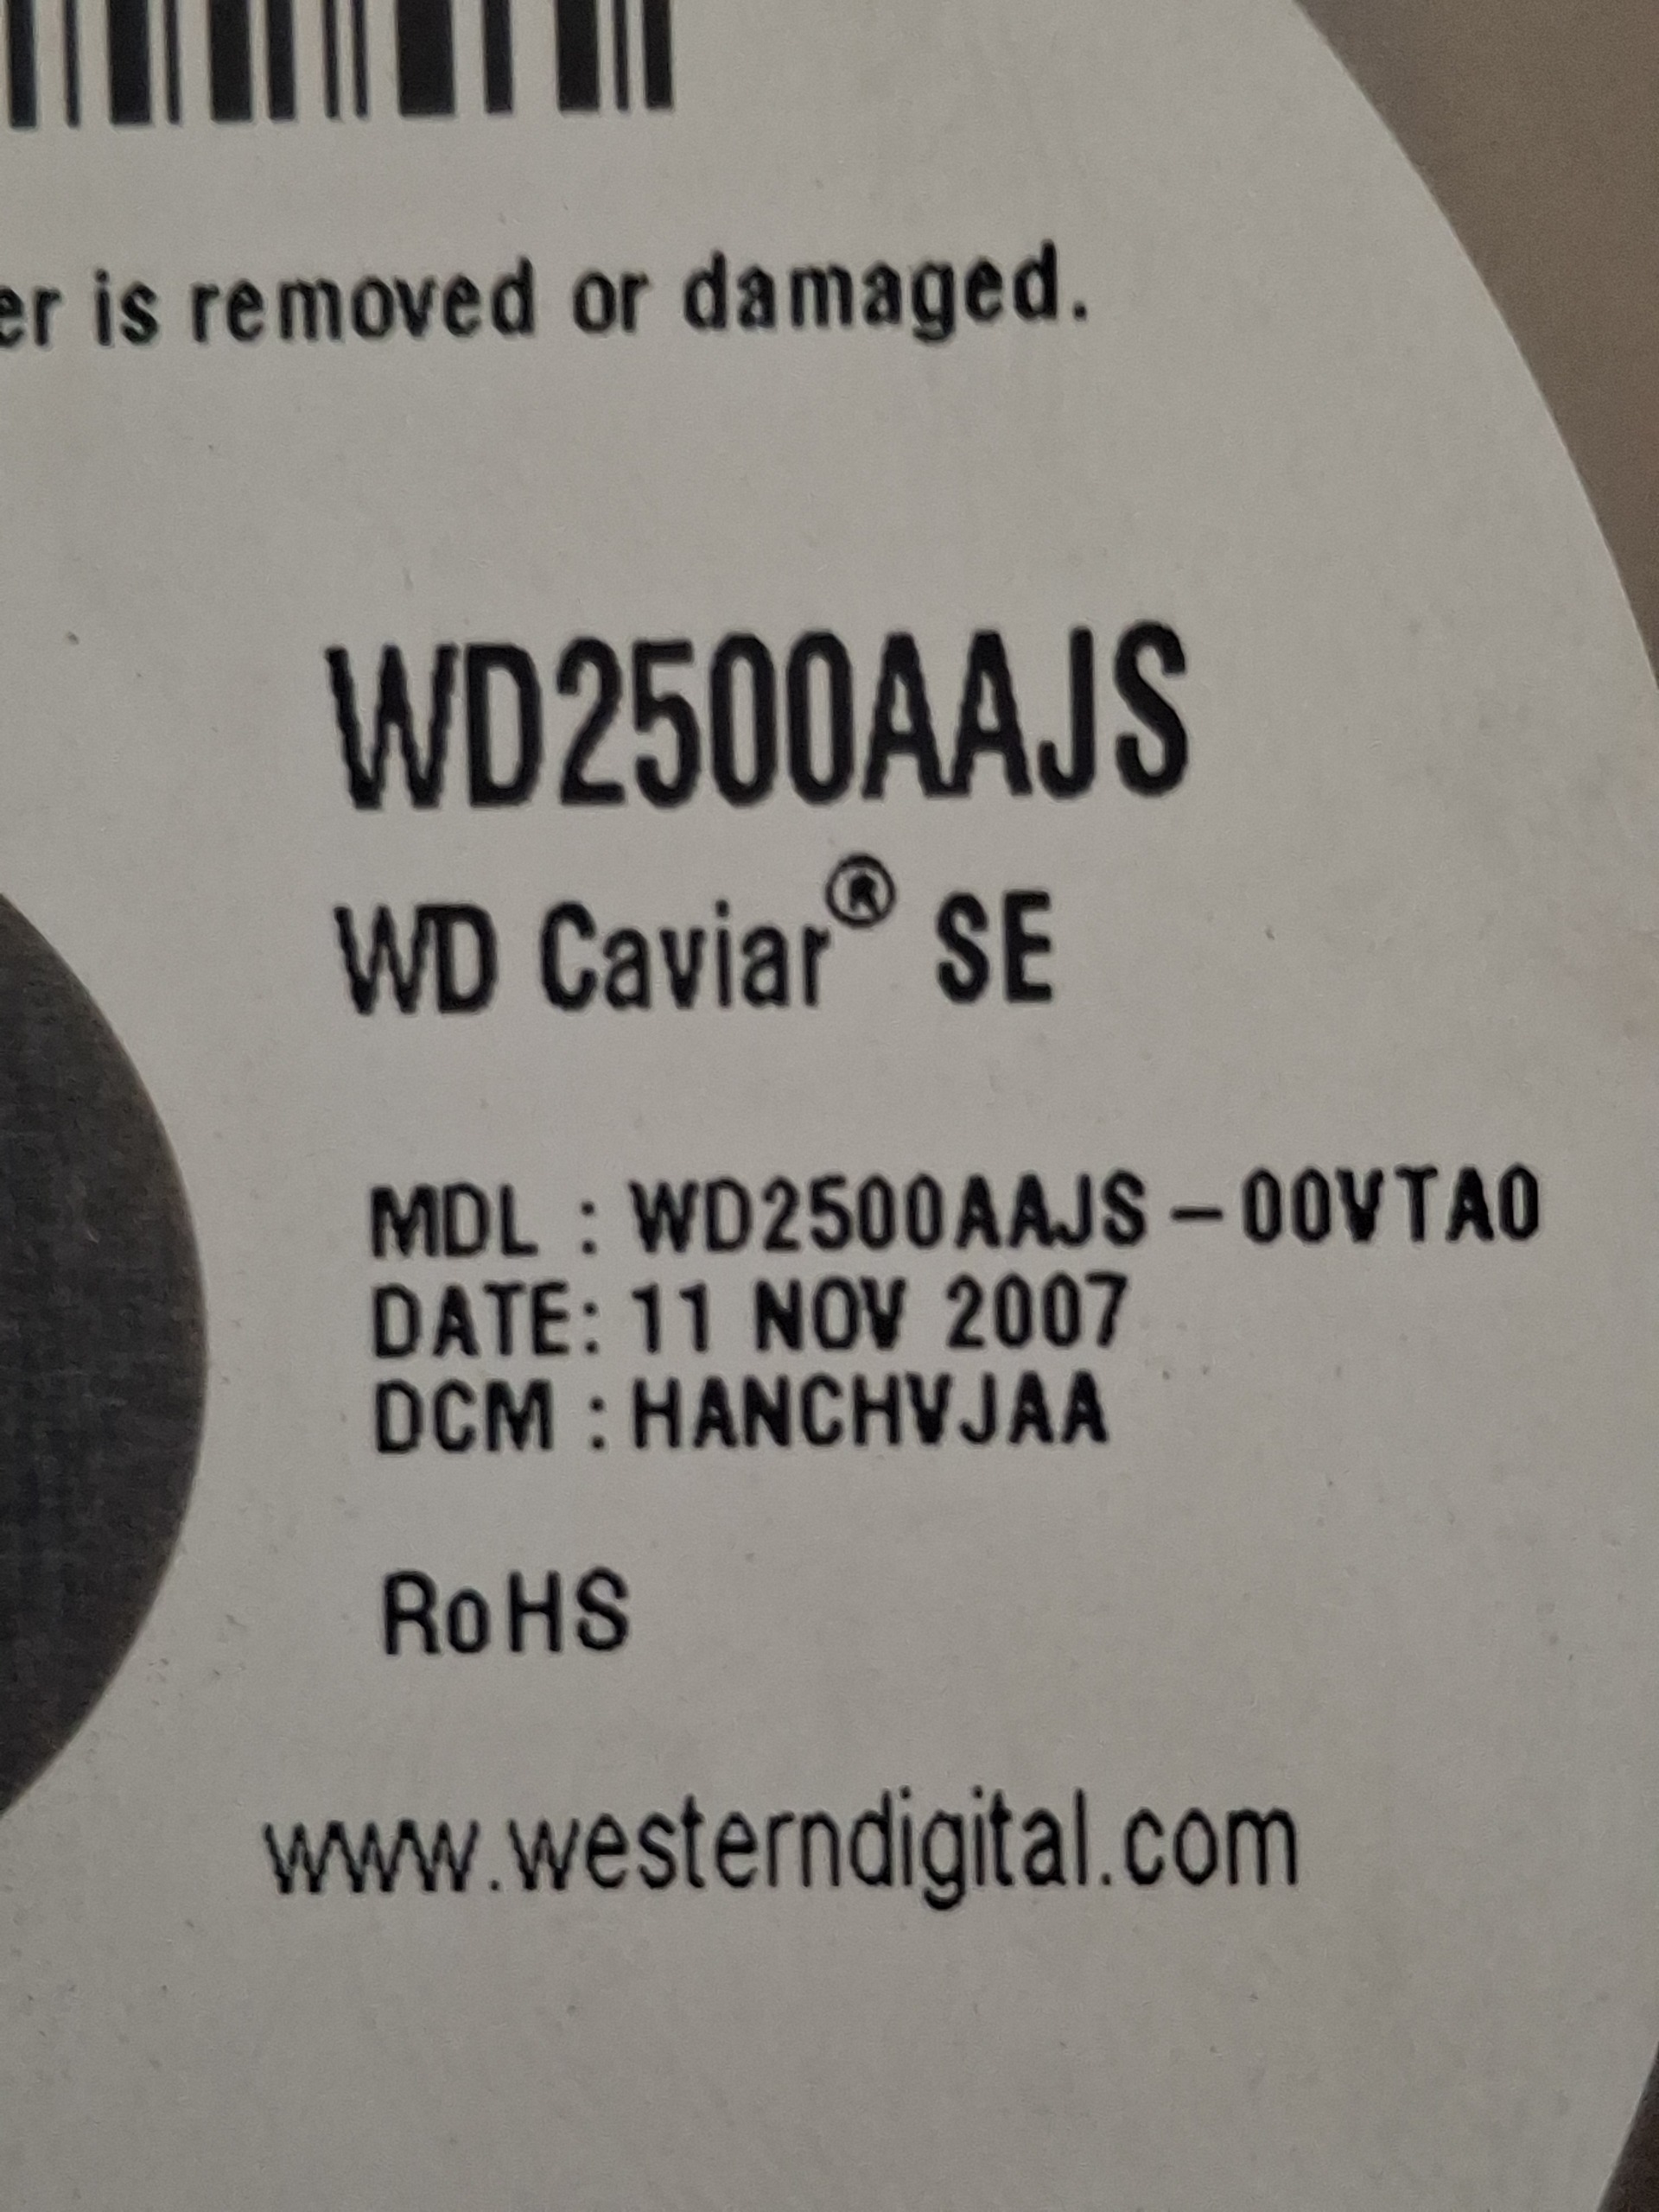 is removed or damaged.
WD2500AAJS
WD Caviar® SE
MDL : WD2500AAJS - 00VTA0
DATE: 11 NOV 2007
DCM : HANCHVJAA
RoHS
www.westerndigital.com